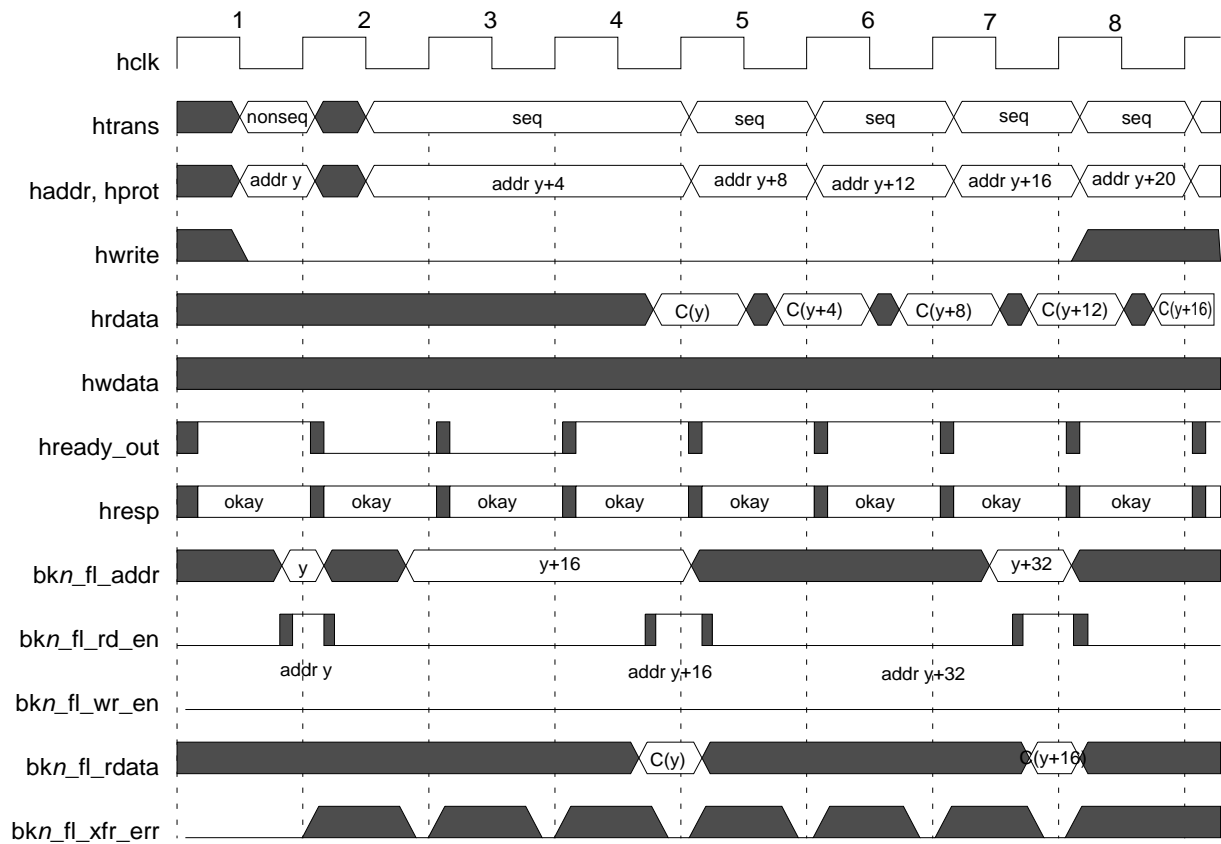 1 2 3 4 5 6 7 8
hclk
htrans nonseq seq seq seq seq seq
haddr, hprot addr y addr y+4 addr y+8 addr y+12 addr y+16 addr y+20
hwrite
hrdata C(y) C(y+4) C(y+8) C(y+12) C(y+16)
hwdata
hready_out
hresp okay okay okay okay okay okay okay okay
bkn_fl_addr y y+16 y+32
bkn_fl_rd_en
addr y addr y+16 addr y+32
bkn_fl_wr_en
bkn_fl_rdata C(y) C(y+16)
bkn_fl_xfr_err